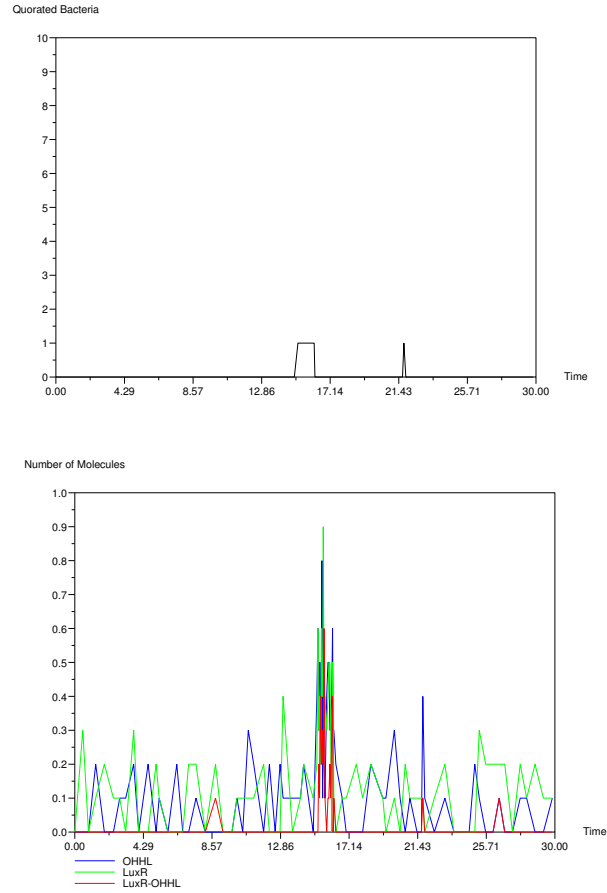 Quorated Bacteria
10
9
8
7
6
5
4
3
2
1
0
0.00 4.29 8.57 12.86 17.14 21.43 25.71 30.00
Time
Number of Molecules
1.0
0.9
0.8
0.7
0.6
0.5
0.4
0.3
0.2
0.1
0.0
0.00 4.29 8.57 12.86 17.14 21.43 25.71 30.00
Time
OHHL
LuxR
LuxR-OHHL